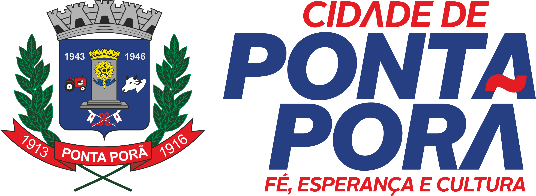 1943 1946
1913 PONTA PORÃ 1916
CIDADE DE
PONTA
PORÃ
FÉ, ESPERANÇA E CULTURA